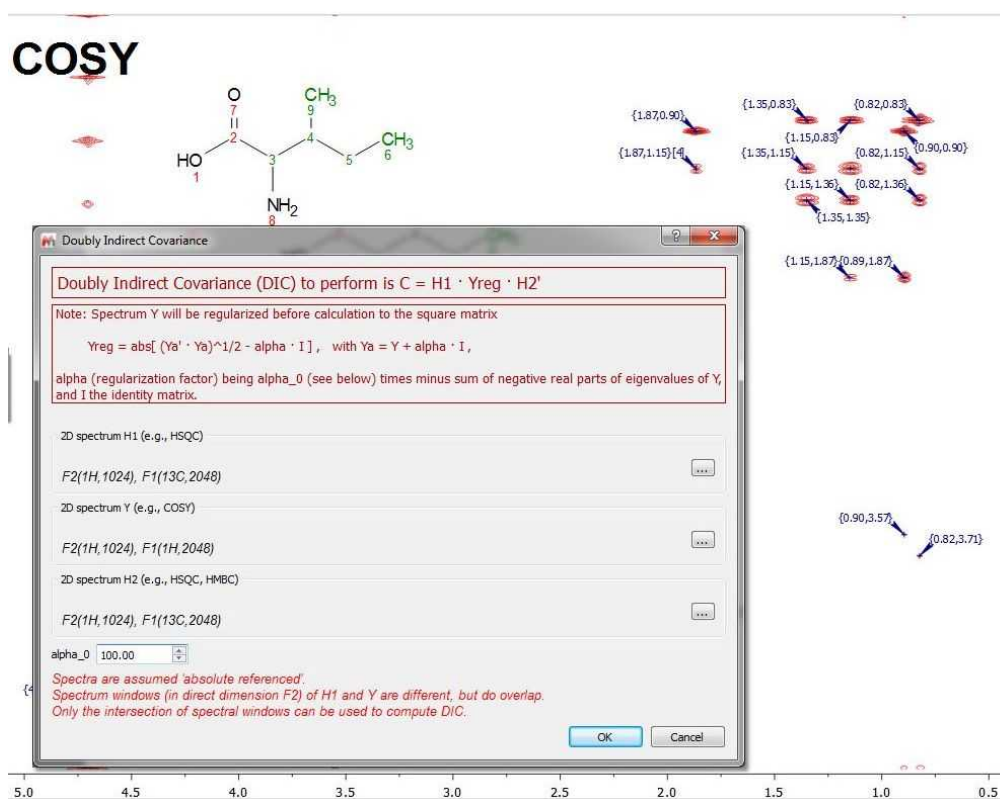 COSY
O
7
CH3
9
2
4
CH3
HO
1
3
5
6
NH2
8
{1.87,0.90}
{1.35,0.83}
{0.82,0.83}
{1.15,0.83}
{0.90,0.90}
{1.87,1.15}[4]
{1.35,1.15}
{0.82,1.15}
{1.15,1.36}
{0.82,1.36}
{1.35,1.35}
{1.15,1.87}
{0.89,1.87}
{0.90,3.57}
{0.82,3.71}
Doubly Indirect Covariance
Doubly Indirect Covariance (DIC) to perform is C = H1 · Yreg · H2'
Note: Spectrum Y will be regularized before calculation to the square matrix
Yreg = abs[ (Ya' · Ya)^1/2 - alpha · I ] , with Ya = Y + alpha · I ,
alpha (regularization factor) being alpha_0 (see below) times minus sum of negative real parts of eigenvalues of Y,
and I the identity matrix.
2D spectrum H1 (e.g., HSQC)
F2(1H,1024), F1(13C,2048)
...
2D spectrum Y (e.g., COSY)
F2(1H,1024), F1(1H,2048)
...
2D spectrum H2 (e.g., HSQC, HMBC)
F2(1H,1024), F1(13C,2048)
...
alpha_0 100.00
Spectra are assumed 'absolute referenced'.
Spectrum windows (in direct dimension F2) of H1 and Y are different, but do overlap.
Only the intersection of spectral windows can be used to compute DIC.
OK Cancel
5.0 4.5 4.0 3.5 3.0 2.5 2.0 1.5 1.0 0.5